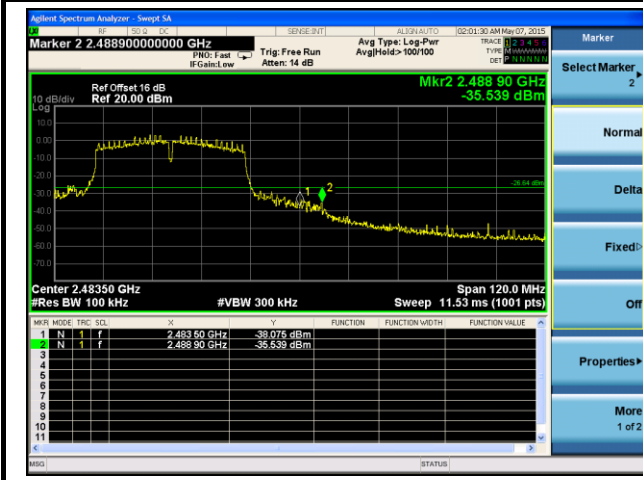 Agilent Spectrum Analyzer - Swept SA
RF 50 Ω DC SENSE:INT ALIGN AUTO 02:01:30 AM May 07, 2015
Marker 2 2.488900000000 GHz
PNO: Fast
IFGain:Low
Trig: Free Run
Atten: 14 dB
Avg Type: Log-Pwr
Avg|Hold:> 100/100
TRACE 1 2 3 4 5 6
TYPE M
DET P N N N N N
Ref Offset 16 dB
Ref 20.00 dBm
10 dB/div
Log
Mkr2 2.488 90 GHz
-35.539 dBm
10.0
0.00
-10.0
-20.0
-30.0
-40.0
-50.0
-60.0
-70.0
-26.64 dBm
1
2
Center 2.48350 GHz
Span 120.0 MHz
#Res BW 100 kHz
#VBW 300 kHz
Sweep 11.53 ms (1001 pts)
MKR MODE TRC SCL X Y FUNCTION FUNCTION WIDTH FUNCTION VALUE
1 N 1 f 2.483 50 GHz -38.075 dBm
2 N 1 f 2.488 90 GHz -35.539 dBm
3
4
5
6
7
8
9
10
11
MSG STATUS
Marker
Select Marker
2
Normal
Delta
Fixed
Off
Properties
More
1 of 2